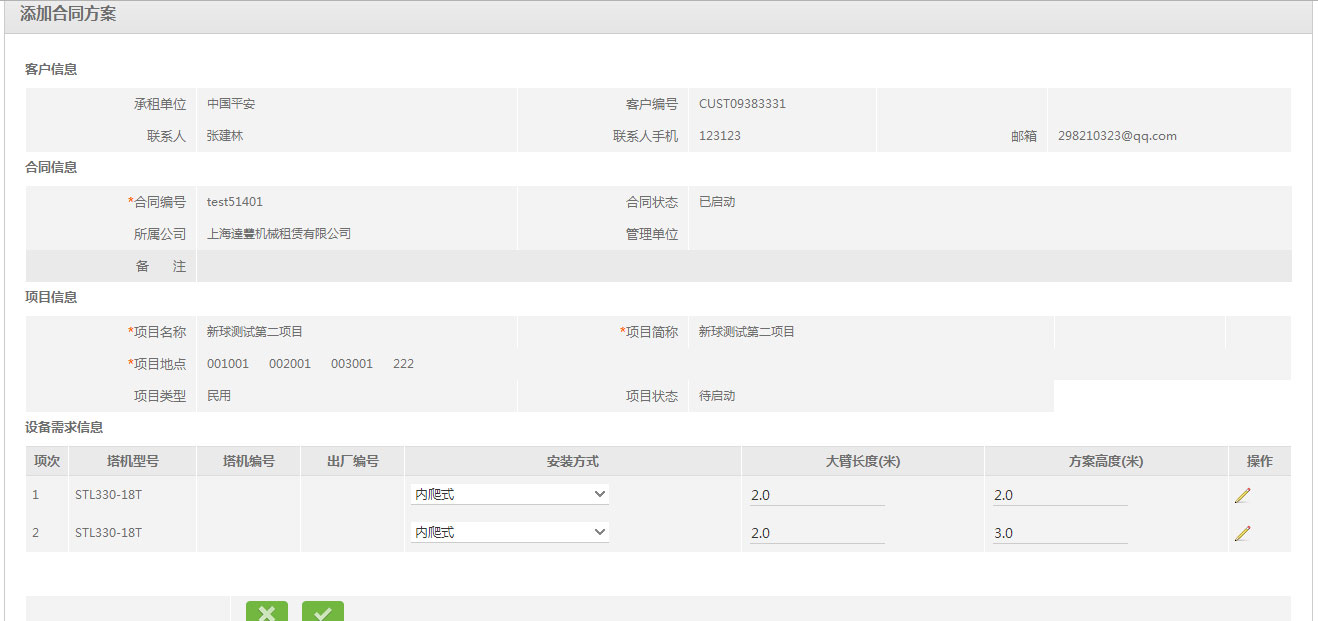 添加合同方案
客户信息
承租单位 中国平安 客户编号 CUST09383331
联系人 张建林 联系人手机 123123 邮箱 298210323@qq.com
合同信息
*合同编号 test51401 合同状态 已启动
所属公司 上海達豐机械租赁有限公司 管理单位
备 注
项目信息
*项目名称 新球测试第二项目 *项目简称 新球测试第二项目
*项目地点 001001 002001 003001 222
项目类型 民用 项目状态 待启动
设备需求信息
项次 塔机型号 塔机编号 出厂编号 安装方式 大臂长度(米) 方案高度(米) 操作
1 STL330-18T 内爬式 2.0 2.0
2 STL330-18T 内爬式 2.0 3.0